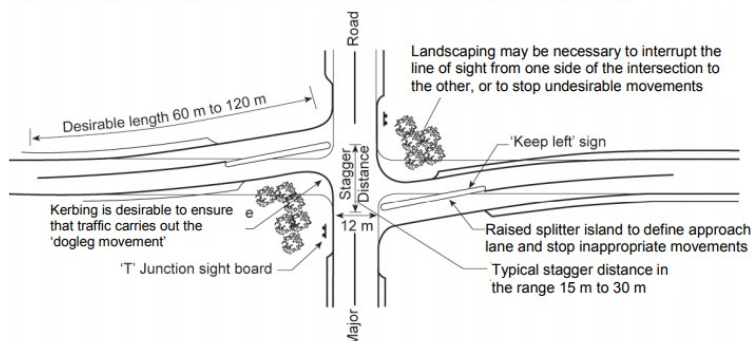 Road
Landscaping may be necessary to interrupt the
line of sight from one side of the intersection to
the other, or to stop undesirable movements
Desirable length 60 m to 120 m
'Keep left' sign
Stagger
Distance
Kerbing is desirable to ensure e
that traffic carries out the
'dogleg movement'
12 m
Raised splitter island to define approach
lane and stop inappropriate movements
'T' Junction sight board
Typical stagger distance in
the range 15 m to 30 m
Major